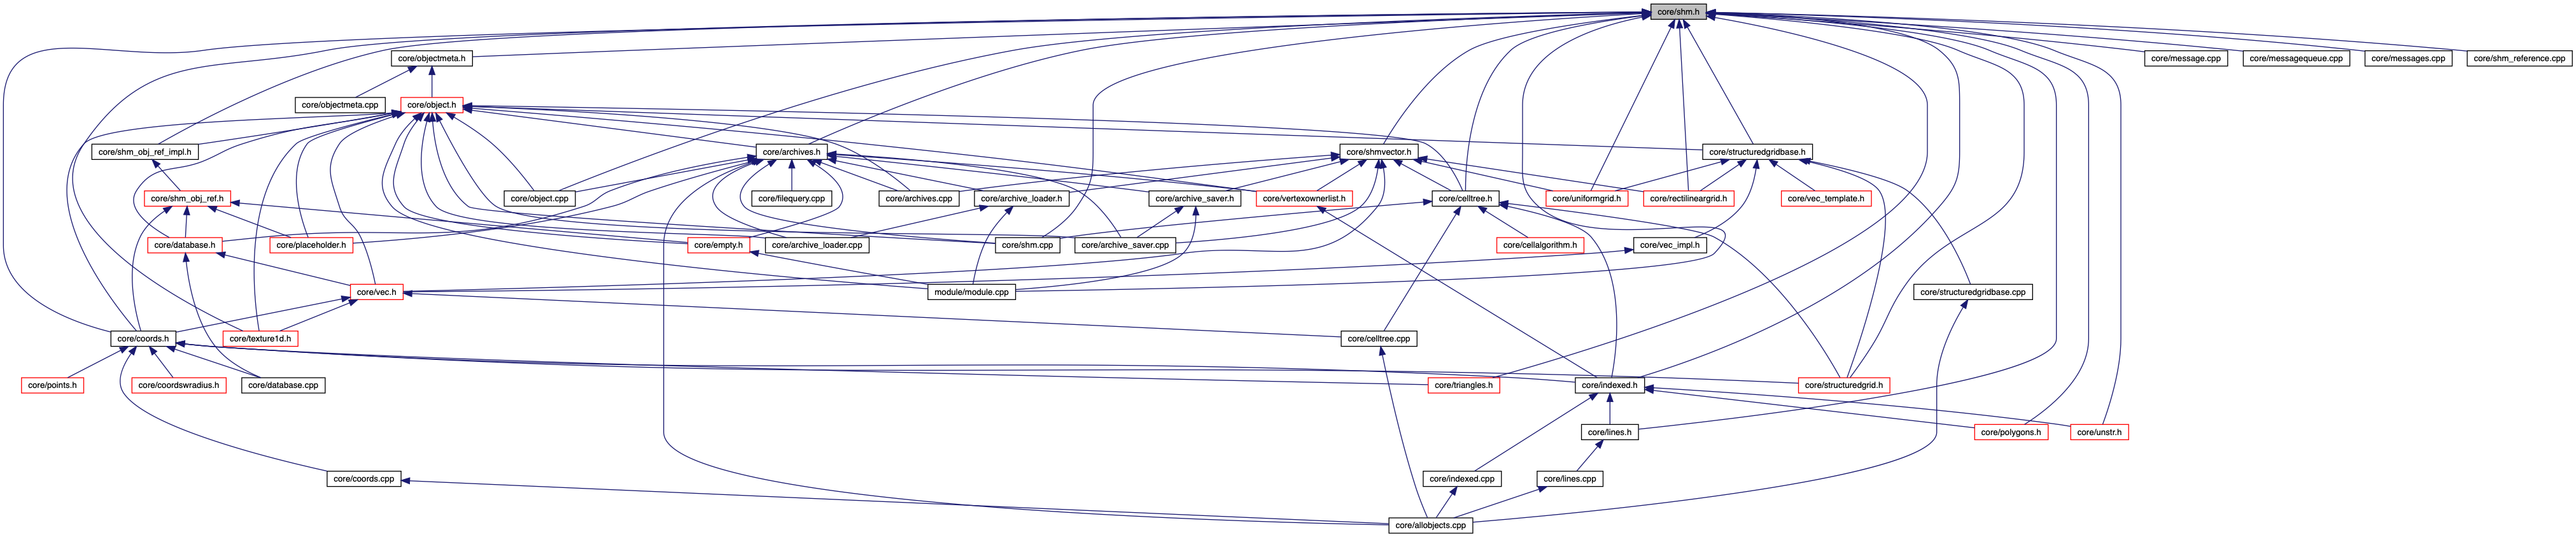 core/shm.h
core/objectmeta.h
core/message.cpp
core/messagequeue.cpp
core/messages.cpp
core/shm_reference.cpp
core/objectmeta.cpp
core/object.h
core/shm_obj_ref_impl.h
core/archives.h
core/shmvector.h
core/structuredgridbase.h
core/shm_obj_ref.h
core/object.cpp
core/filequery.cpp
core/archives.cpp
core/archive_loader.h
core/archive_saver.h
core/vertexownerlist.h
core/celltree.h
core/uniformgrid.h
core/rectilineargrid.h
core/vec_template.h
core/database.h
core/placeholder.h
core/empty.h
core/archive_loader.cpp
core/shm.cpp
core/archive_saver.cpp
core/cellalgorithm.h
core/vec_impl.h
core/vec.h
module/module.cpp
core/structuredgridbase.cpp
core/coords.h
core/texture1d.h
core/celltree.cpp
core/points.h
core/coordswradius.h
core/database.cpp
core/triangles.h
core/indexed.h
core/structuredgrid.h
core/lines.h
core/polygons.h
core/unstr.h
core/coords.cpp
core/indexed.cpp
core/lines.cpp
core/allobjects.cpp